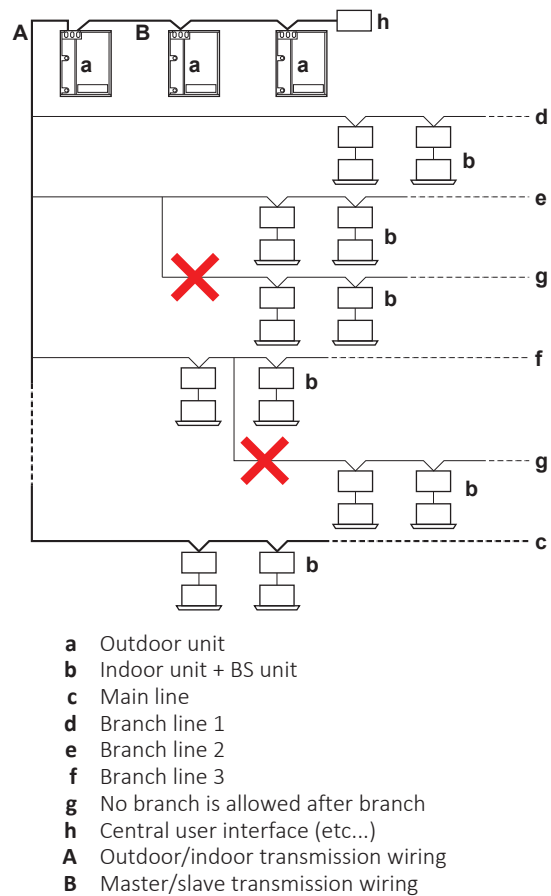 A
B
h
a
a
a
d
b
e
b
g
b
f
b
g
b
c
b
a Outdoor unit
b Indoor unit + BS unit
c Main line
d Branch line 1
e Branch line 2
f Branch line 3
g No branch is allowed after branch
h Central user interface (etc...)
A Outdoor/indoor transmission wiring
B Master/slave transmission wiring